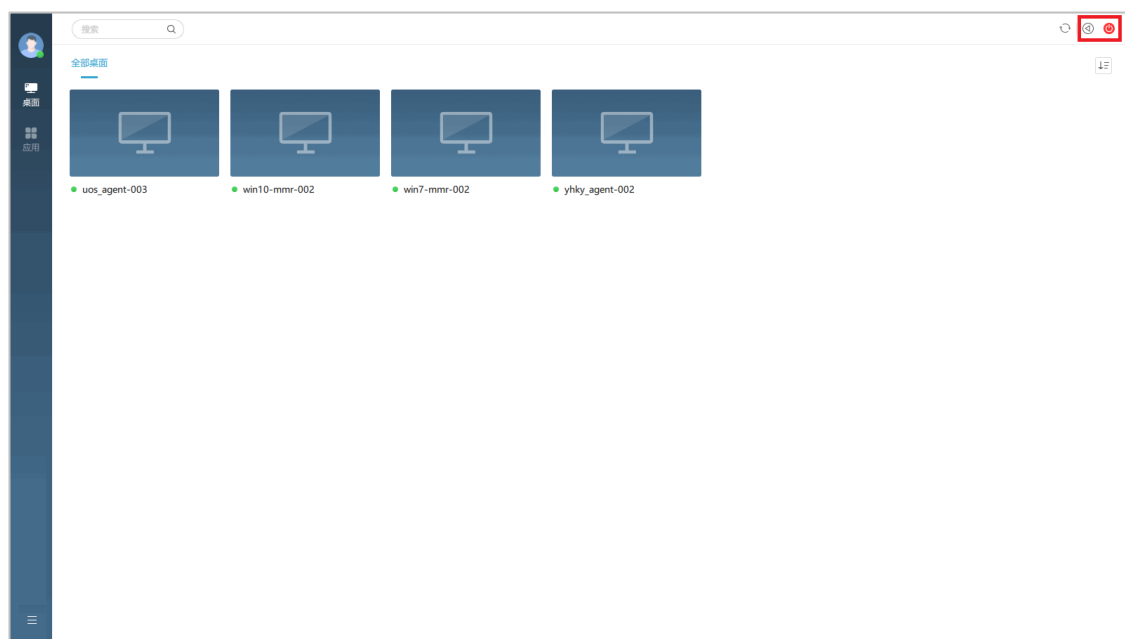 搜索
全部桌面
桌面
应用
uos_agent-003
win10-mmr-002
win7-mmr-002
yhky_agent-002